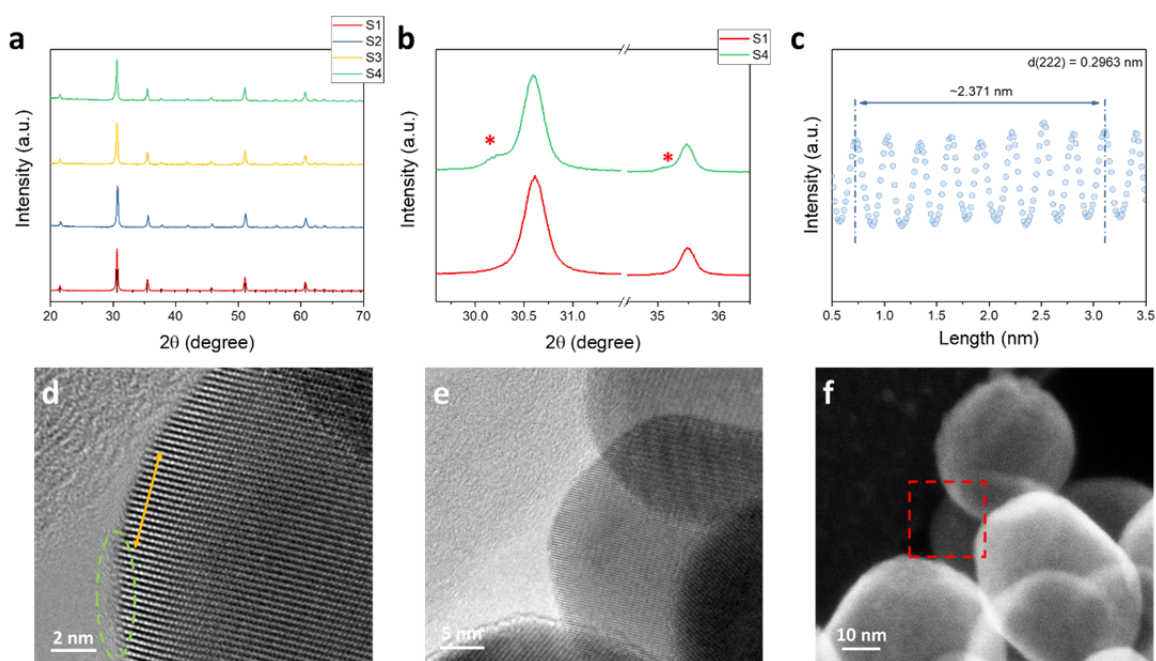 a
S1
S2
S3
S4
Intensity (a.u.)
20 30 40 50 60 70
2θ (degree)
b
S1
S4
*
*
Intensity (a.u.)
30.0 30.5 31.0 35 36
2θ (degree)
c
d(222) = 0.2963 nm
~2.371 nm
Intensity (a.u.)
0.5 1.0 1.5 2.0 2.5 3.0 3.5
Length (nm)
d
2 nm
e
5 nm
f
10 nm